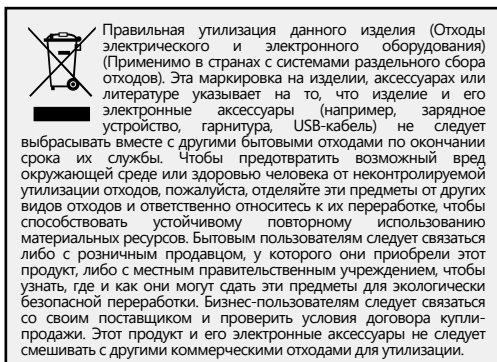 Правильная утилизация данного изделия (Отходы
электрического и электронного оборудования)
(Применимо в странах с системами раздельного сбора
отходов). Эта маркировка на изделии, аксессуарах или
литературе указывает на то, что изделие и его
электронные аксессуары (например, зарядное
устройство, гарнитура, USB-кабель) не следует
выбрасывать вместе с другими бытовыми отходами по окончании
срока их службы. Чтобы предотвратить возможный вред
окружающей среде или здоровью человека от неконтролируемой
утилизации отходов, пожалуйста, отделяйте эти предметы от других
видов отходов и ответственно относитесь к их переработке, чтобы
способствовать устойчивому повторному использованию
материальных ресурсов. Бытовым пользователям следует связаться
либо с розничным продавцом, у которого они приобрели этот
продукт, либо с местным правительственным учреждением, чтобы
узнать, где и как они могут сдать эти предметы для экологически
безопасной переработки. Бизнес-пользователям следует связаться
со своим поставщиком и проверить условия договора купли-
продажи. Этот продукт и его электронные аксессуары не следует
смешивать с другими коммерческими отходами для утилизации.